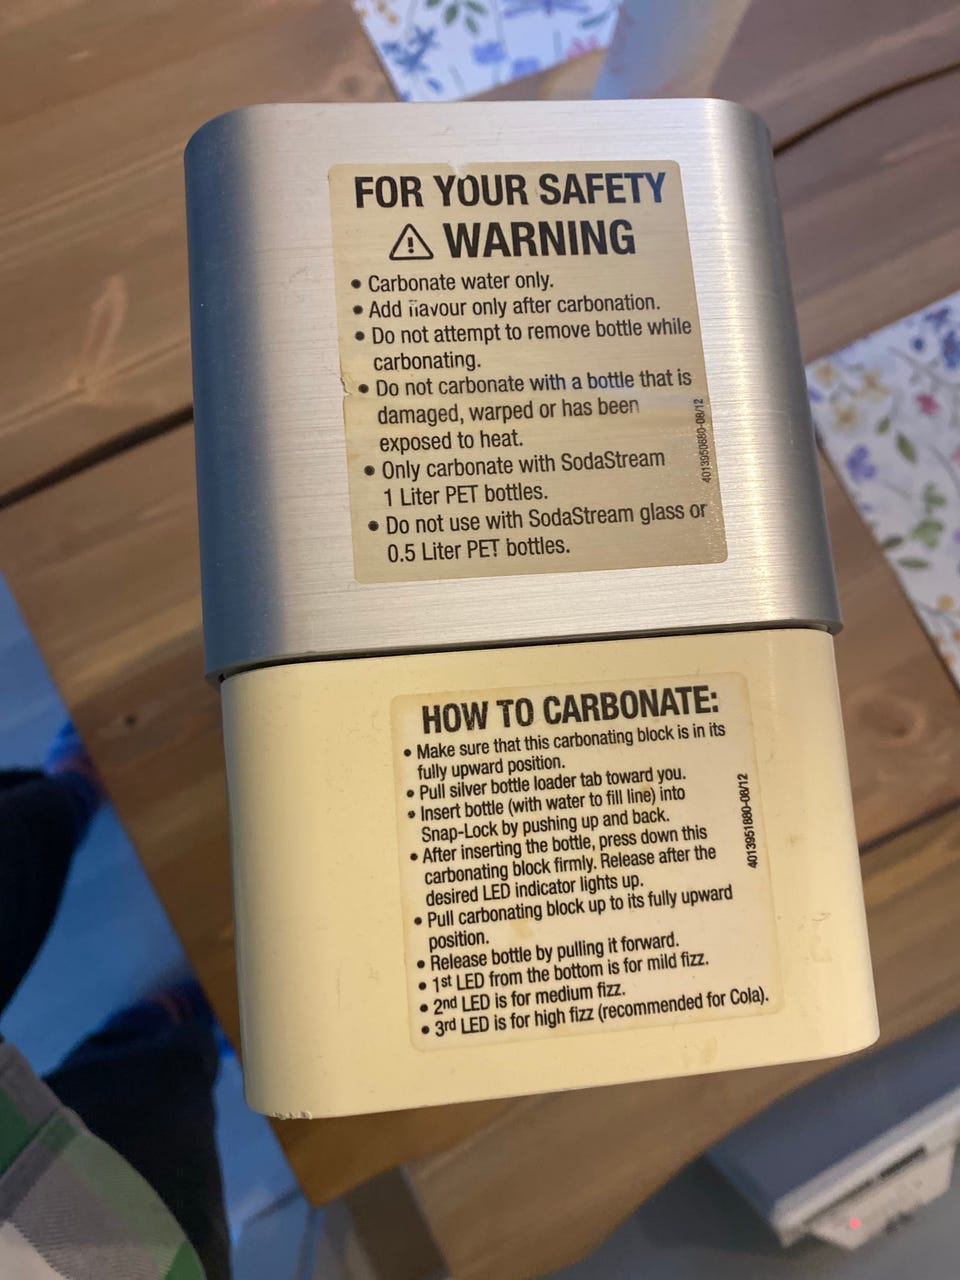 FOR YOUR SAFETY
WARNING
• Carbonate water only.
• Add flavour only after carbonation.
• Do not attempt to remove bottle while
carbonating.
• Do not carbonate with a bottle that is
damaged, warped or has been
exposed to heat.
• Only carbonate with SodaStream
1 Liter PET bottles.
• Do not use with SodaStream glass or
0.5 Liter PET bottles.
4013950880-08/12
HOW TO CARBONATE:
• Make sure that this carbonating block is in its
fully upward position.
• Pull silver bottle loader tab toward you.
• Insert bottle (with water to fill line) into
Snap-Lock by pushing up and back.
• After inserting the bottle, press down this
carbonating block firmly. Release after the
desired LED indicator lights up.
• Pull carbonating block up to its fully upward
position.
• Release bottle by pulling it forward.
• 1st LED from the bottom is for mild fizz.
• 2nd LED is for medium fizz.
• 3rd LED is for high fizz (recommended for Cola).
4013951880-08/12